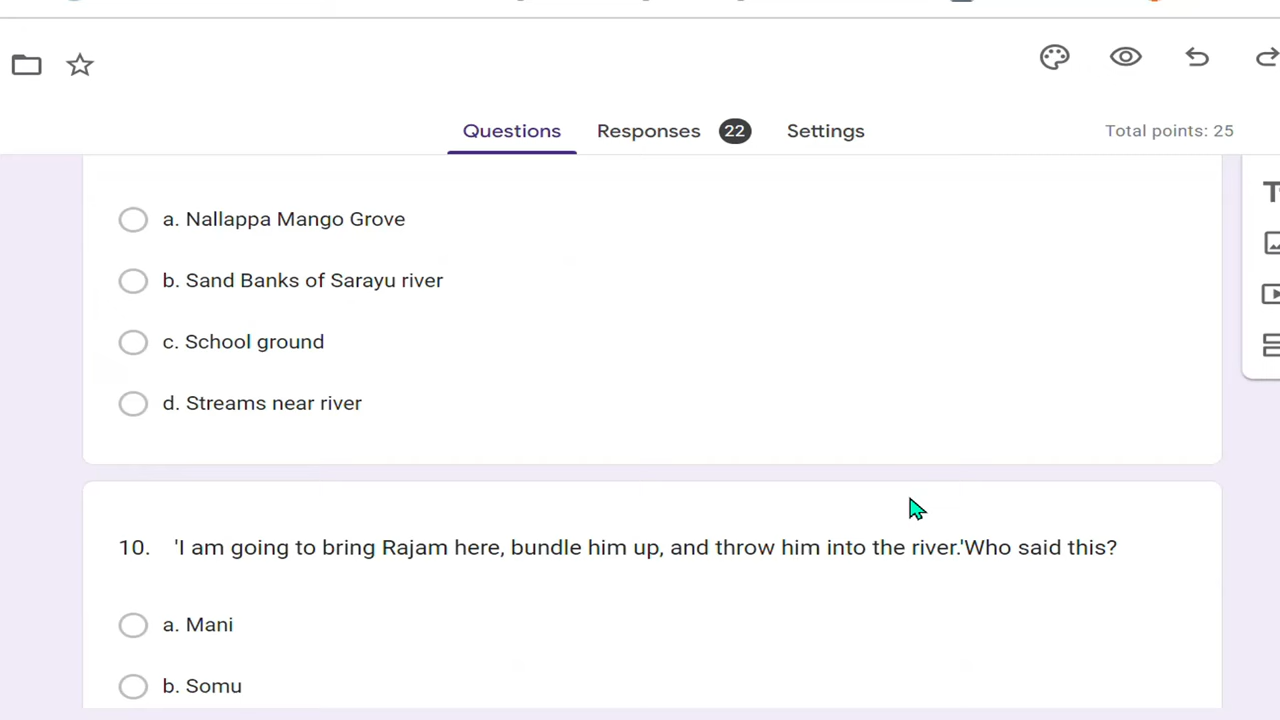 Questions
Responses 22
Settings
Total points: 25
a. Nallappa Mango Grove
b. Sand Banks of Sarayu river
c. School ground
d. Streams near river
10. 'I am going to bring Rajam here, bundle him up, and throw him into the river.'Who said this?
a. Mani
b. Somu